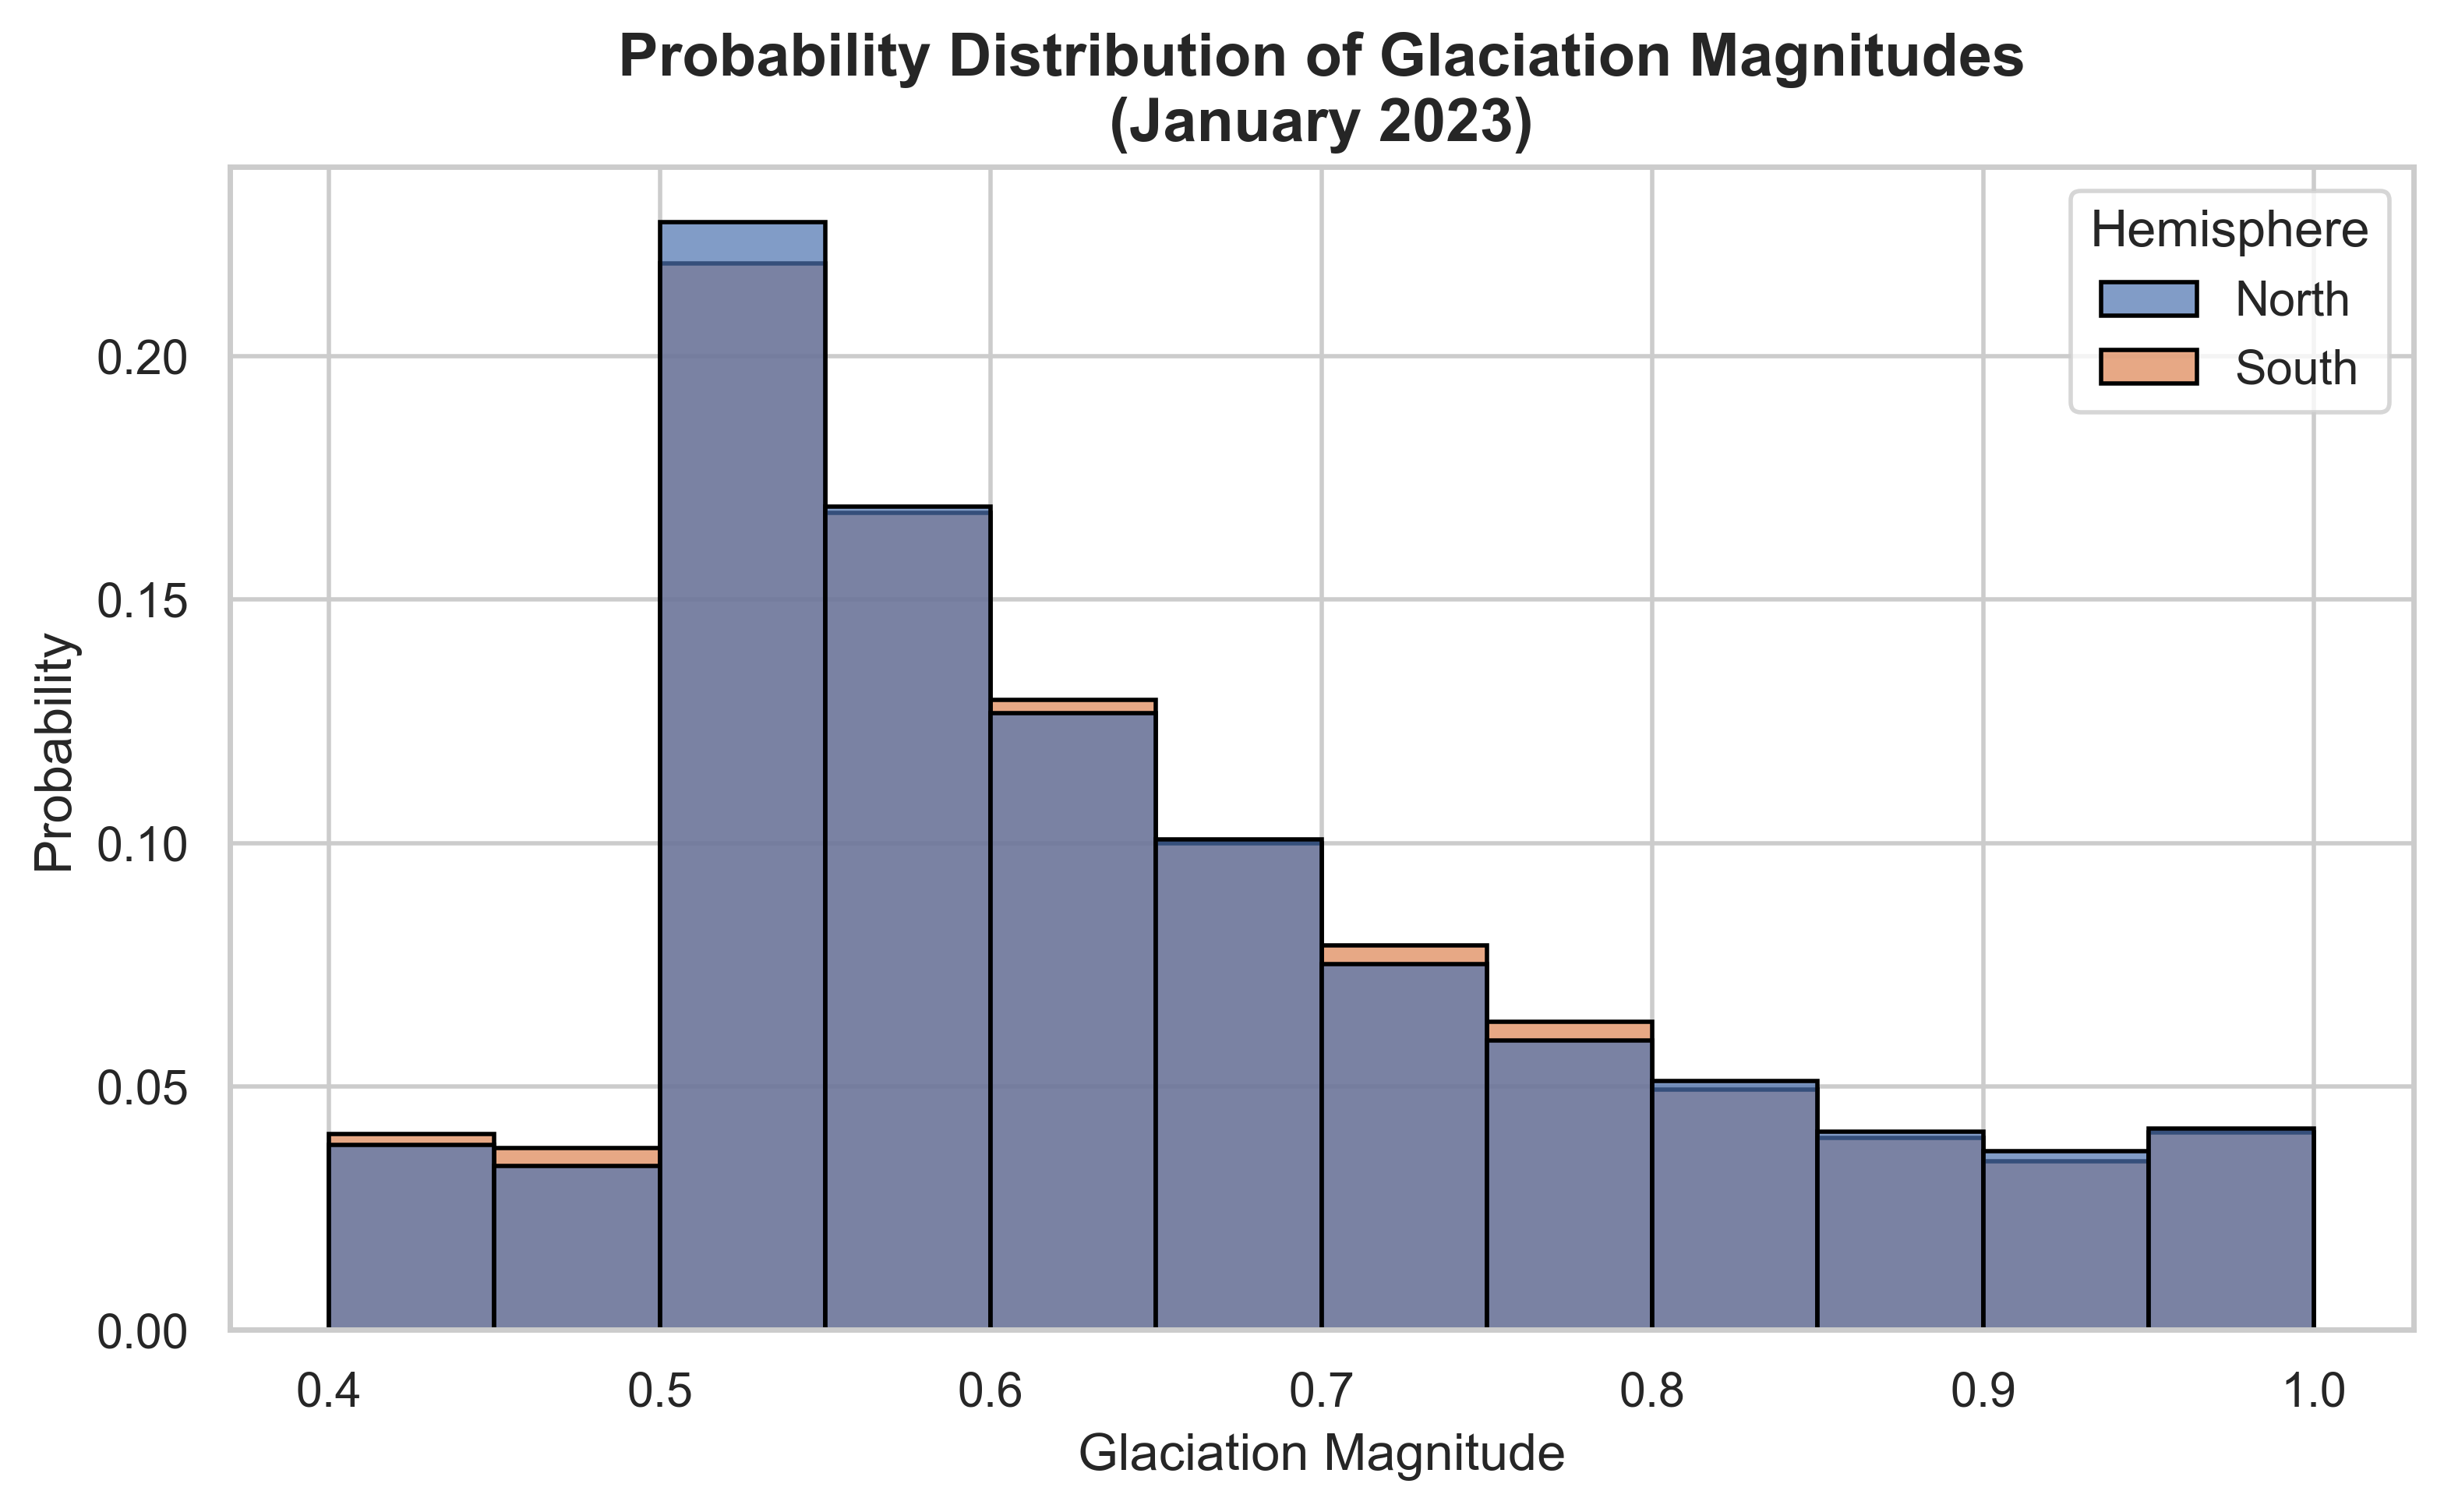 Probability Distribution of Glaciation Magnitudes
(January 2023)
Hemisphere
North
South
Probability
0.20
0.15
0.10
0.05
0.00
0.4 0.5 0.6 0.7 0.8 0.9 1.0
Glaciation Magnitude